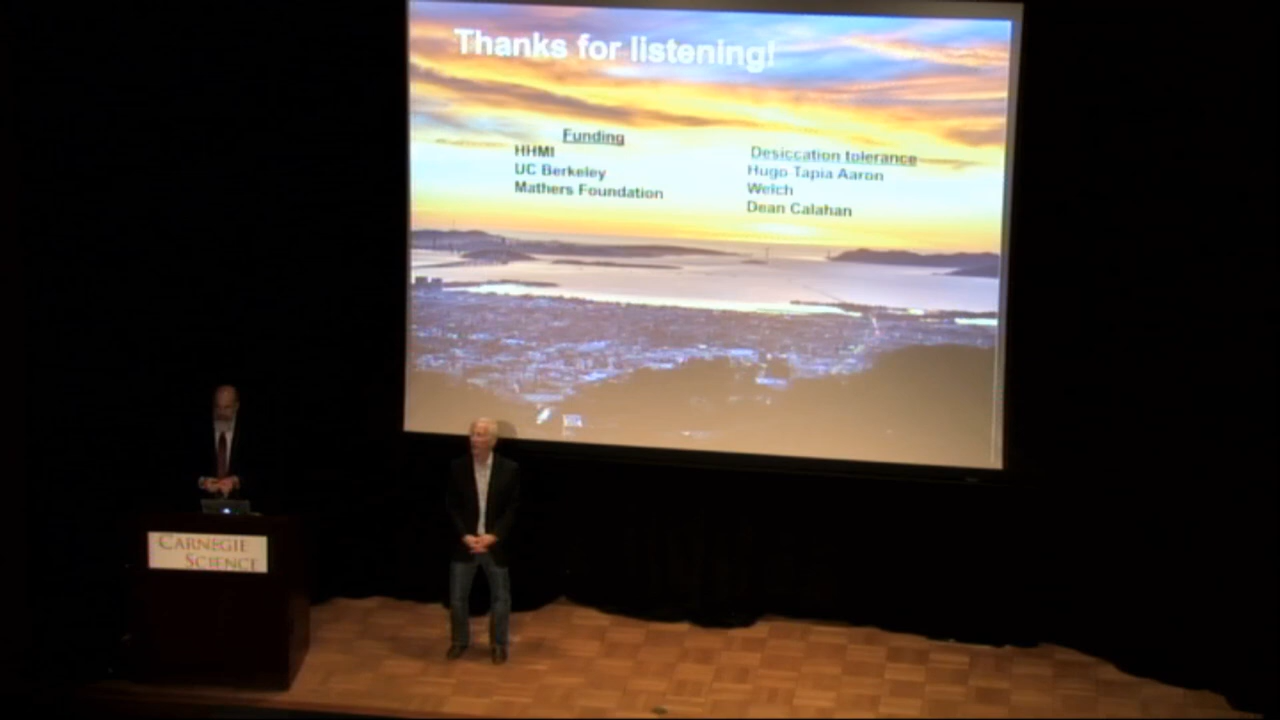 Thanks for listening!
Funding
HHMI
UC Berkeley
Mathers Foundation
Desiccation tolerance
Hugo Tapia Aaron
Welch
Dean Calahan
CARNEGIE
SCIENCE